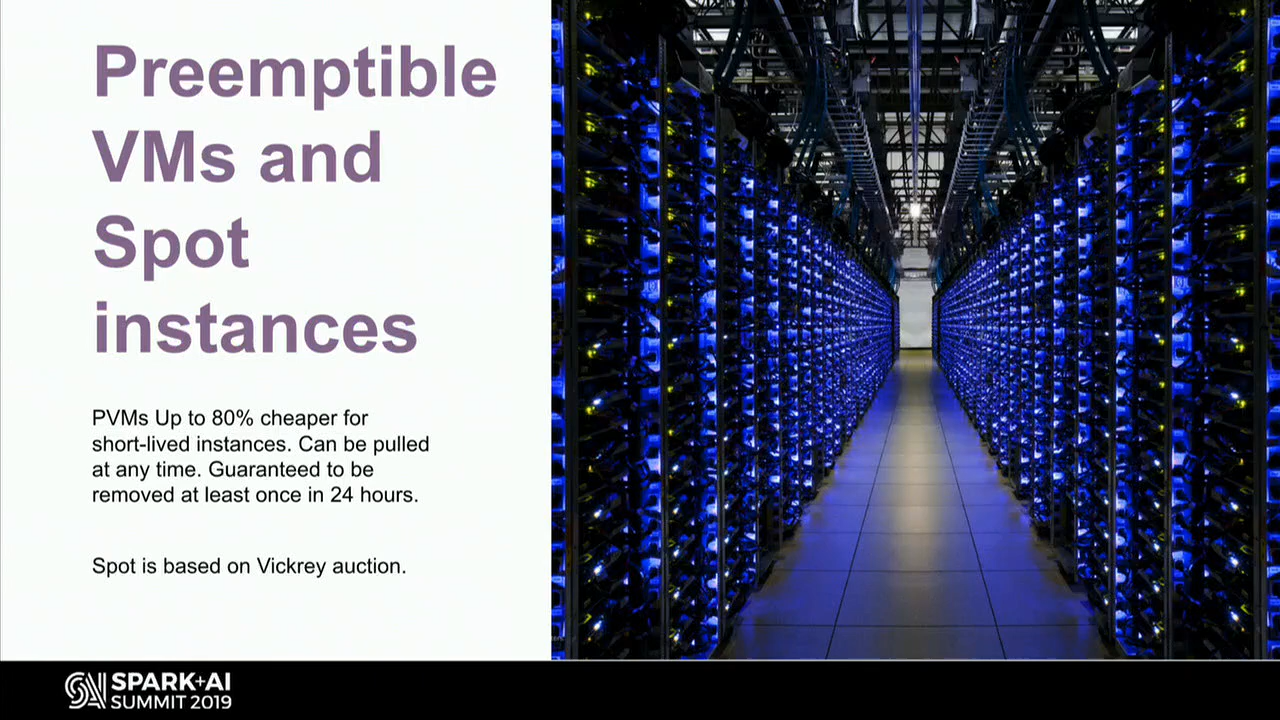 Preemptible
VMs and
Spot
instances
PVMs Up to 80% cheaper for
short-lived instances. Can be pulled
at any time. Guaranteed to be
removed at least once in 24 hours.
Spot is based on Vickrey auction.
SPARK+AI
SUMMIT 2019